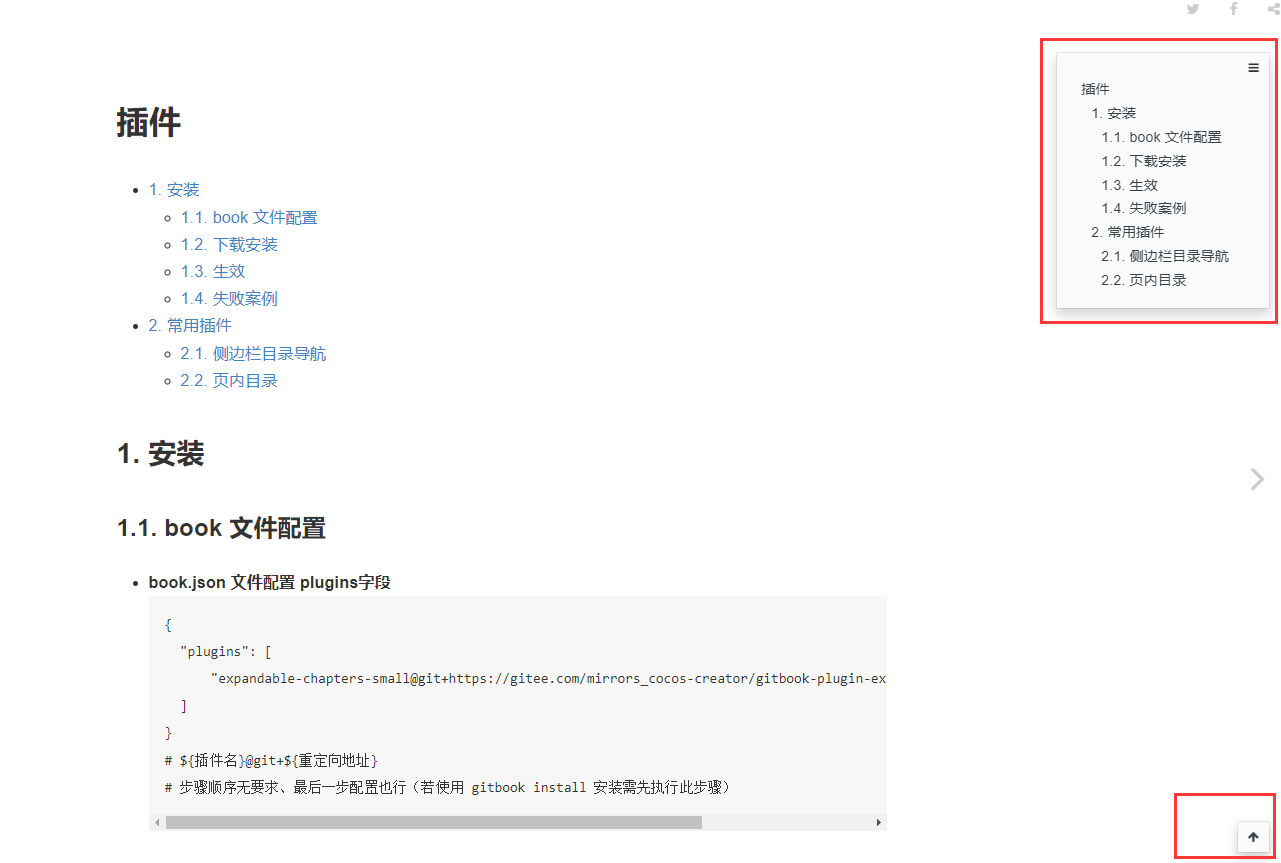 插件
1. 安装
1.1. book 文件配置
1.2. 下载安装
1.3. 生效
1.4. 失败案例
2. 常用插件
2.1. 侧边栏目录导航
2.2. 页内目录
1. 安装
1.1. book 文件配置
book.json 文件配置 plugins字段
{
"plugins": [
"expandable-chapters-small@git+https://gitee.com/mirrors_cocos-creator/gitbook-plugin-ex
]
}
# ${插件名}@git+${重定向地址}
# 步骤顺序无要求、最后一步配置也行（若使用 gitbook install 安装需先执行此步骤）
插件
1. 安装
1.1. book 文件配置
1.2. 下载安装
1.3. 生效
1.4. 失败案例
2. 常用插件
2.1. 侧边栏目录导航
2.2. 页内目录